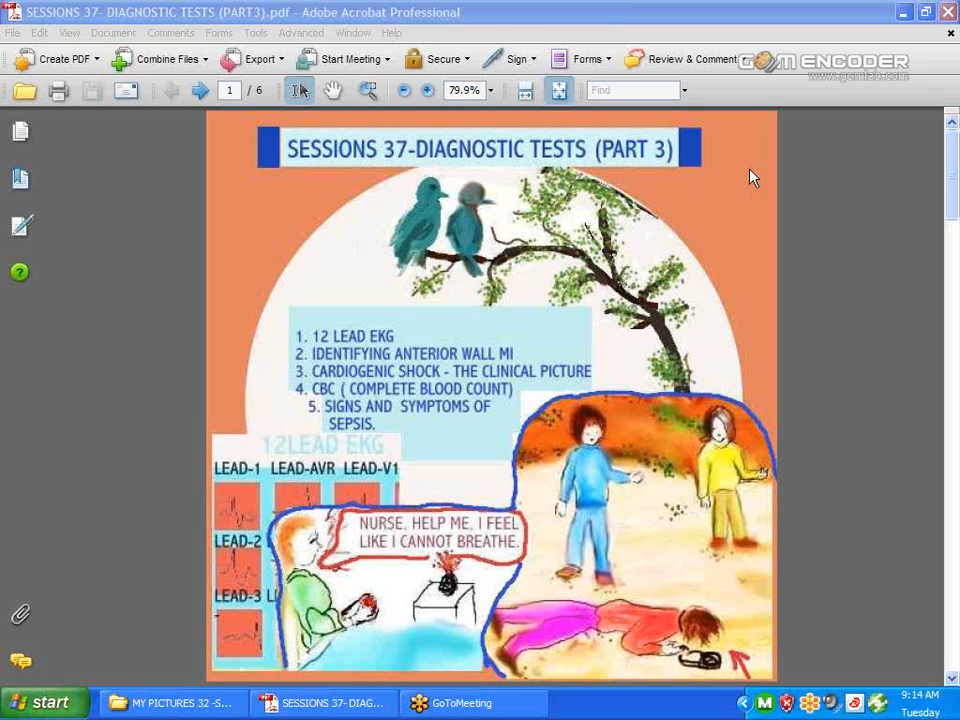 SESSIONS 37- DIAGNOSTIC TESTS (PART3).pdf - Adobe Acrobat Professional
File Edit View Document Comments Forms Tools Advanced Window Help
Create PDF Combine Files Export Start Meeting Secure Sign Forms Review & Comment
GOM ENCODER
www.gomlab.com
1 / 6 79.9% Find
SESSIONS 37-DIAGNOSTIC TESTS (PART 3)
1. 12 LEAD EKG
2. IDENTIFYING ANTERIOR WALL MI
3. CARDIOGENIC SHOCK - THE CLINICAL PICTURE
4. CBC ( COMPLETE BLOOD COUNT)
5. SIGNS AND SYMPTOMS OF
SEPSIS.
12LEAD EKG
LEAD-1 LEAD-AVR LEAD-V1
NURSE, HELP ME, I FEEL
LIKE I CANNOT BREATHE.
LEAD-2
LEAD-3
start MY PICTURES 32 -S... SESSIONS 37- DIAG... GoToMeeting
9:14 AM
Tuesday